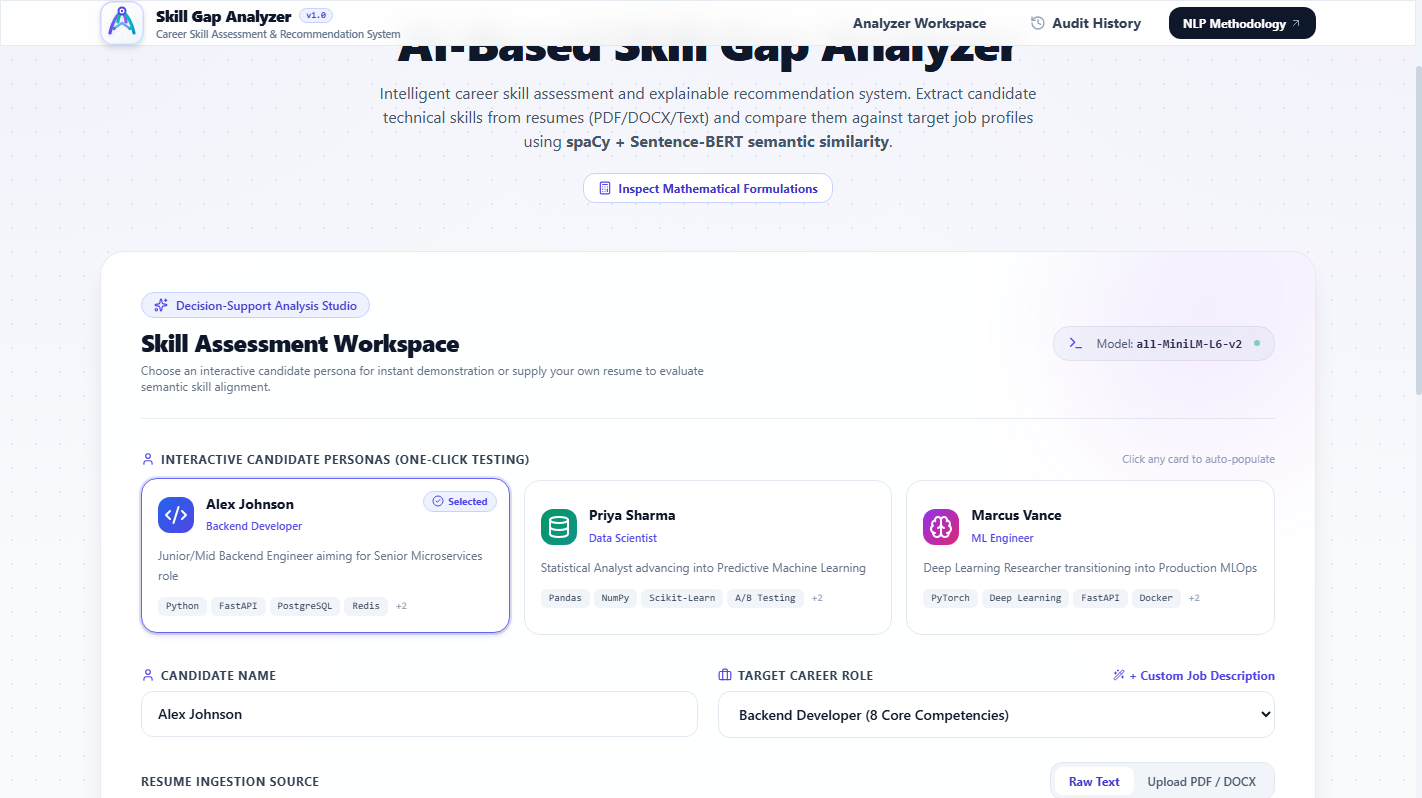 Skill Gap Analyzer v1.0
Career Skill Assessment & Recommendation System
Analyzer Workspace
Audit History
NLP Methodology
AI-Based Skill Gap Analyzer
Intelligent career skill assessment and explainable recommendation system. Extract candidate
technical skills from resumes (PDF/DOCX/Text) and compare them against target job profiles
using spaCy + Sentence-BERT semantic similarity.
Inspect Mathematical Formulations
Decision-Support Analysis Studio
Skill Assessment Workspace
Choose an interactive candidate persona for instant demonstration or supply your own resume to evaluate
semantic skill alignment.
Model: all-MiniLM-L6-v2
INTERACTIVE CANDIDATE PERSONAS (ONE-CLICK TESTING)
Click any card to auto-populate
Alex Johnson
Selected
Backend Developer
Junior/Mid Backend Engineer aiming for Senior Microservices
role
Python FastAPI PostgreSQL Redis +2
Priya Sharma
Data Scientist
Statistical Analyst advancing into Predictive Machine Learning
Pandas NumPy Scikit-Learn A/B Testing +2
Marcus Vance
ML Engineer
Deep Learning Researcher transitioning into Production MLOps
PyTorch Deep Learning FastAPI Docker +2
CANDIDATE NAME
Alex Johnson
TARGET CAREER ROLE
+ Custom Job Description
Backend Developer (8 Core Competencies)
RESUME INGESTION SOURCE
Raw Text
Upload PDF / DOCX